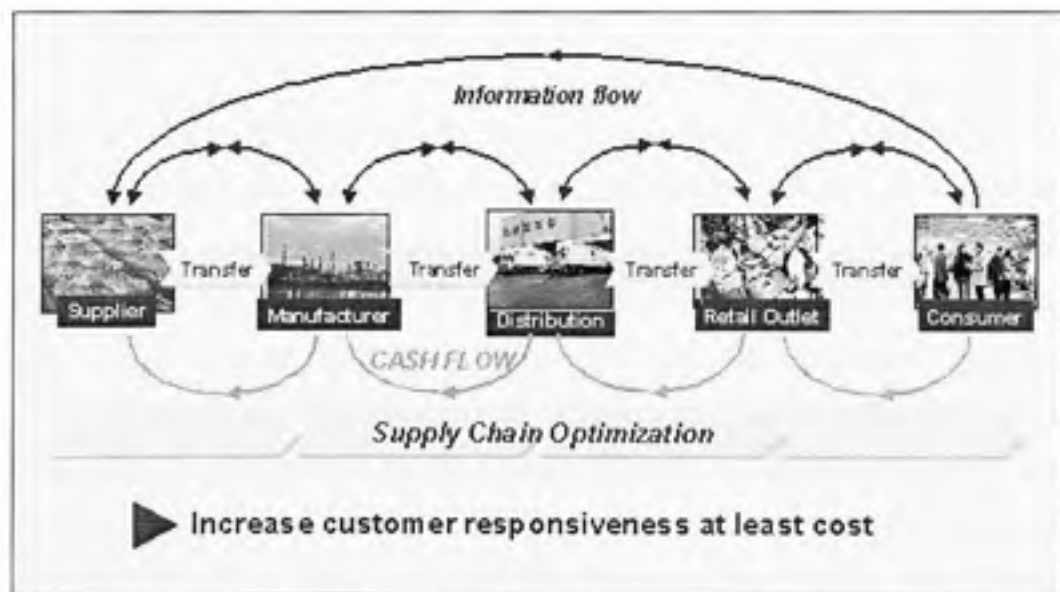 Information flow
Transfer
Transfer
Transfer
Transfer
Supplier
Manufacturer
Distribution
Retail Outlet
Consumer
CASH FLOW
Supply Chain Optimization
Increase customer responsiveness at least cost